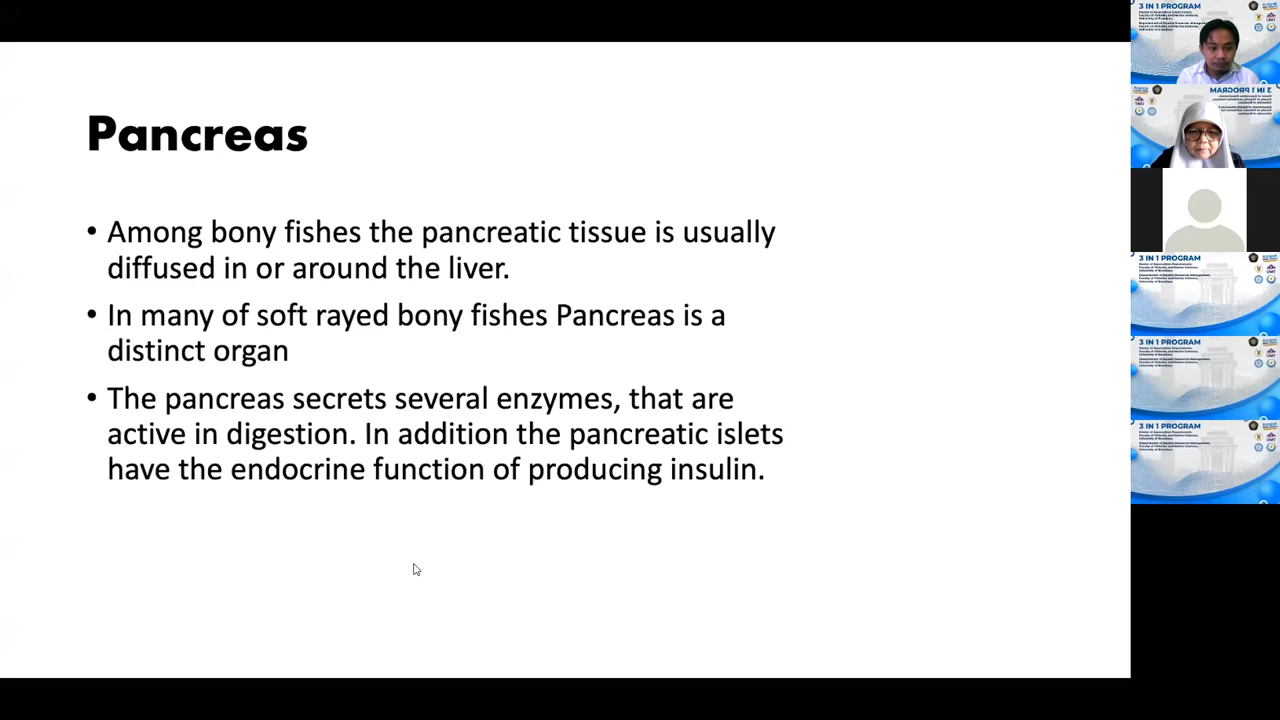 Pancreas
• Among bony fishes the pancreatic tissue is usually
diffused in or around the liver.
• In many of soft rayed bony fishes Pancreas is a
distinct organ
• The pancreas secrets several enzymes, that are
active in digestion. In addition the pancreatic islets
have the endocrine function of producing insulin.
3 IN 1 PROGRAM
3 IN 1 PROGRAM
3 IN 1 PROGRAM
3 IN 1 PROGRAM
3 IN 1 PROGRAM